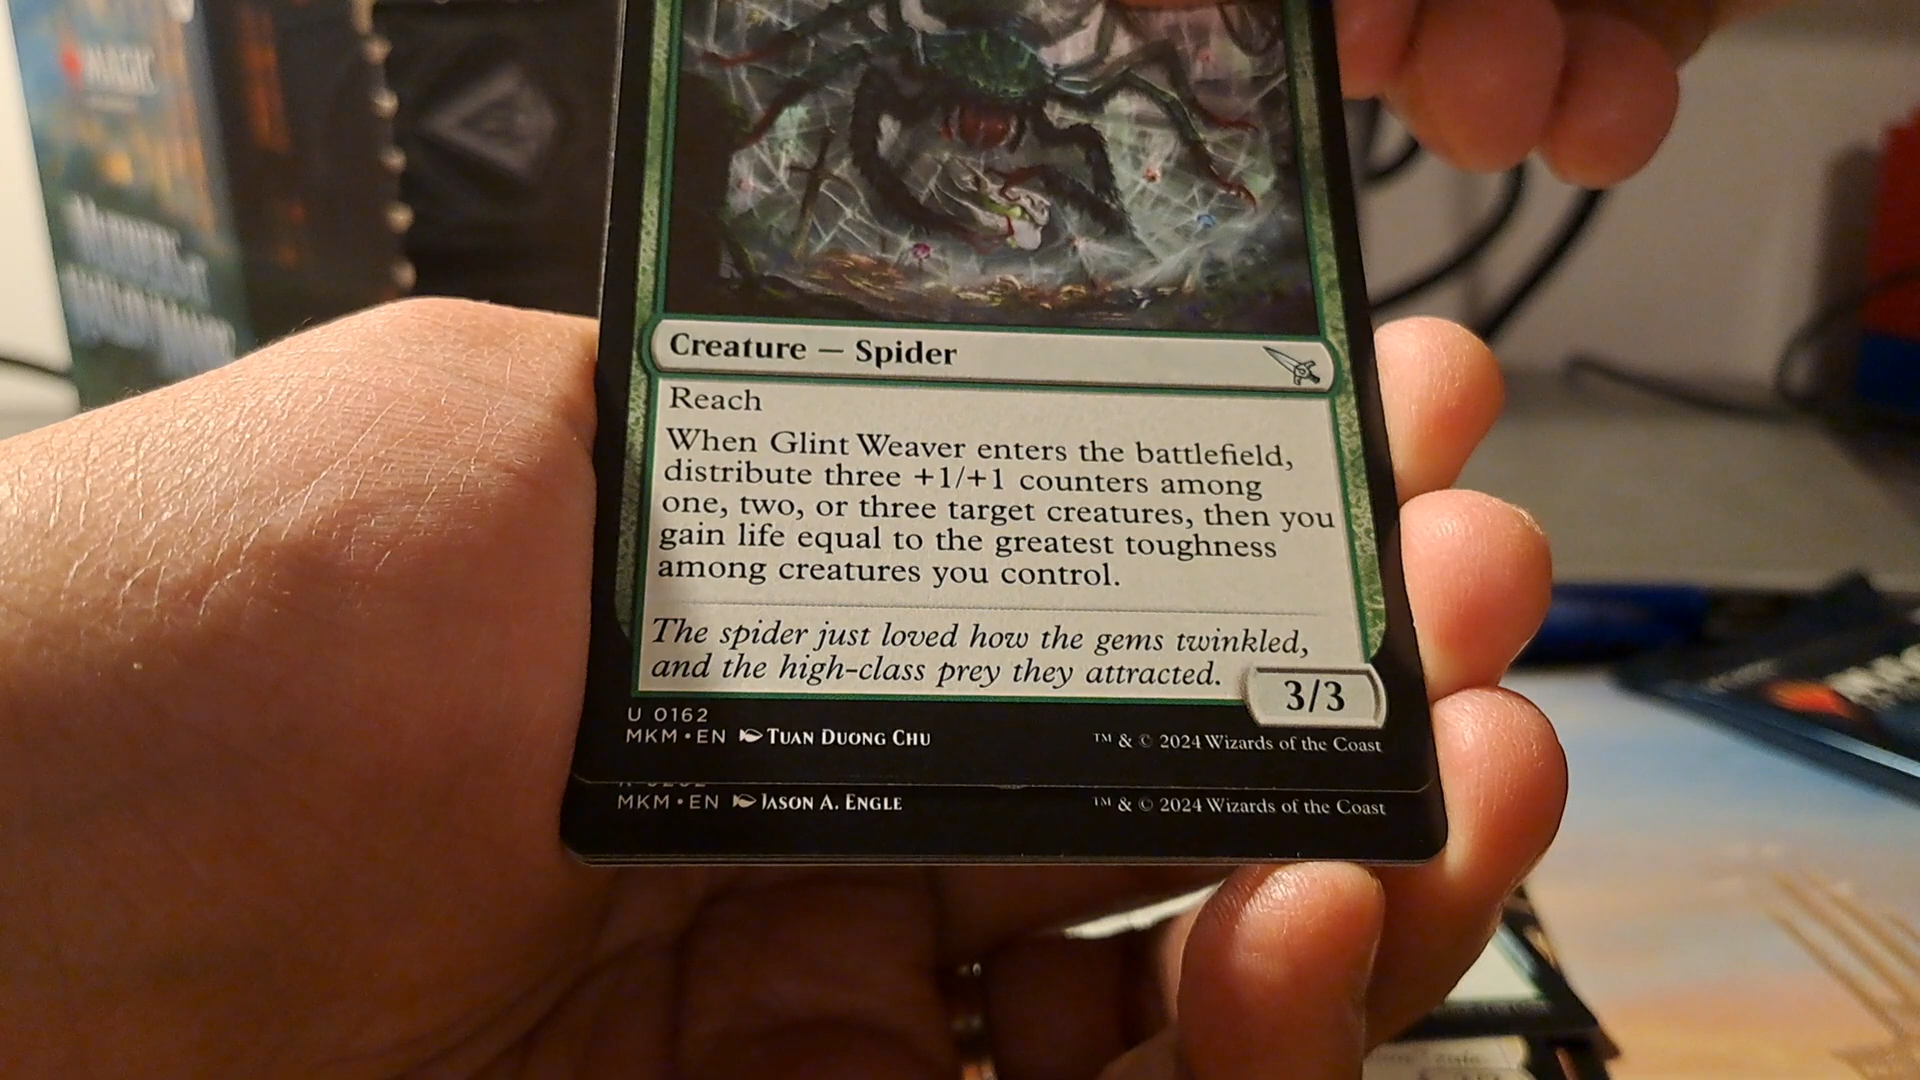 MAGIC
Creature — Spider
Reach
When Glint Weaver enters the battlefield,
distribute three +1/+1 counters among
one, two, or three target creatures, then you
gain life equal to the greatest toughness
among creatures you control.
The spider just loved how the gems twinkled,
and the high-class prey they attracted.
3/3
U 0162
MKM • EN TUAN DUONG CHU
™ & © 2024 Wizards of the Coast
MKM • EN JASON A. ENGLE
™ & © 2024 Wizards of the Coast